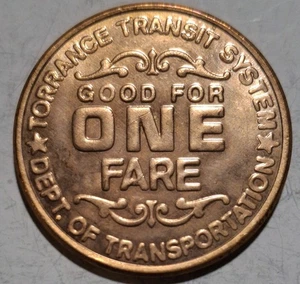 TORRANCE TRANSIT SYSTEM
GOOD FOR
ONE
FARE
DEPT. OF TRANSPORTATION